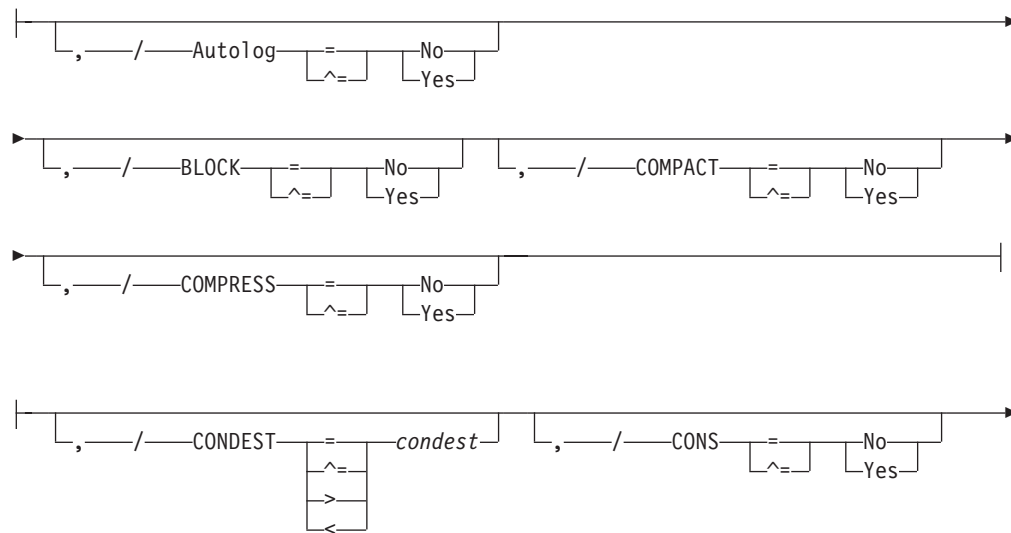 , / Autolog = No
^= Yes
, / BLOCK = No , / COMPACT = No
^= Yes ^= Yes
, / COMPRESS = No
^= Yes
, / CONDEST = condest , / CONS = No
^= ^= Yes
>
<